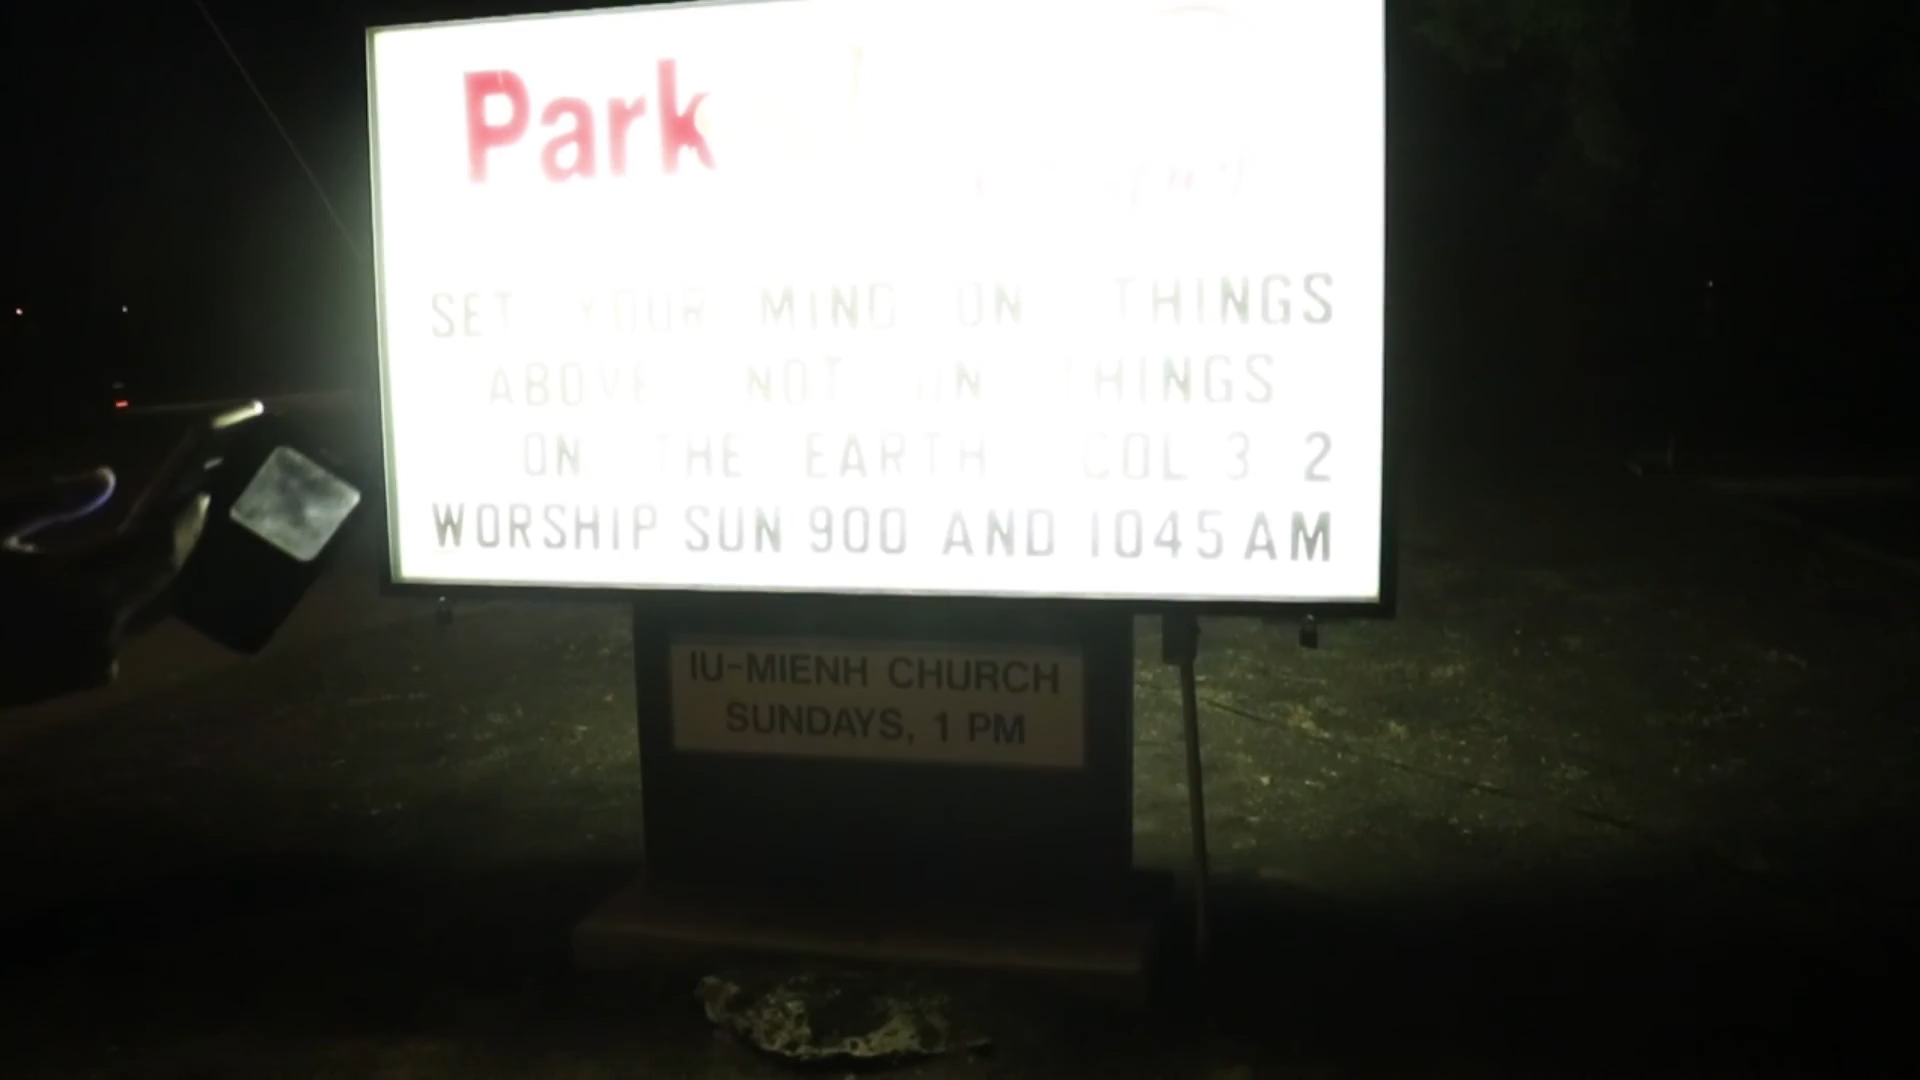 Park
SET YOUR MIND ON THINGS
ABOVE NOT ON THINGS
ON THE EARTH COL 3 2
WORSHIP SUN 900 AND 1045 AM
IU-MIENH CHURCH
SUNDAYS, 1 PM